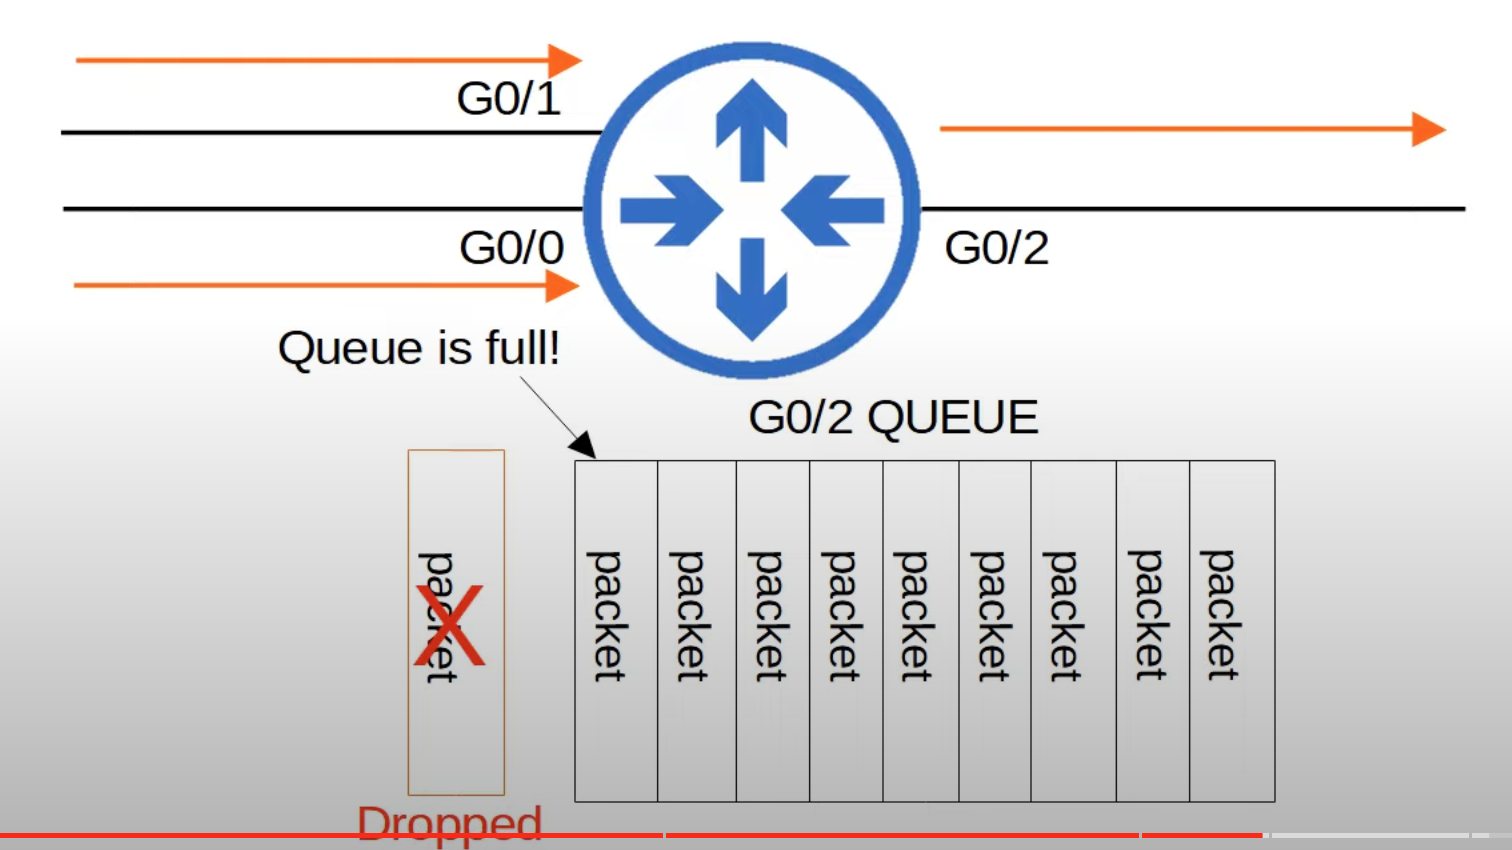 G0/1
G0/0
G0/2
Queue is full!
G0/2 QUEUE
packet
X
packet
packet
packet
packet
packet
packet
packet
packet
packet
Dropped